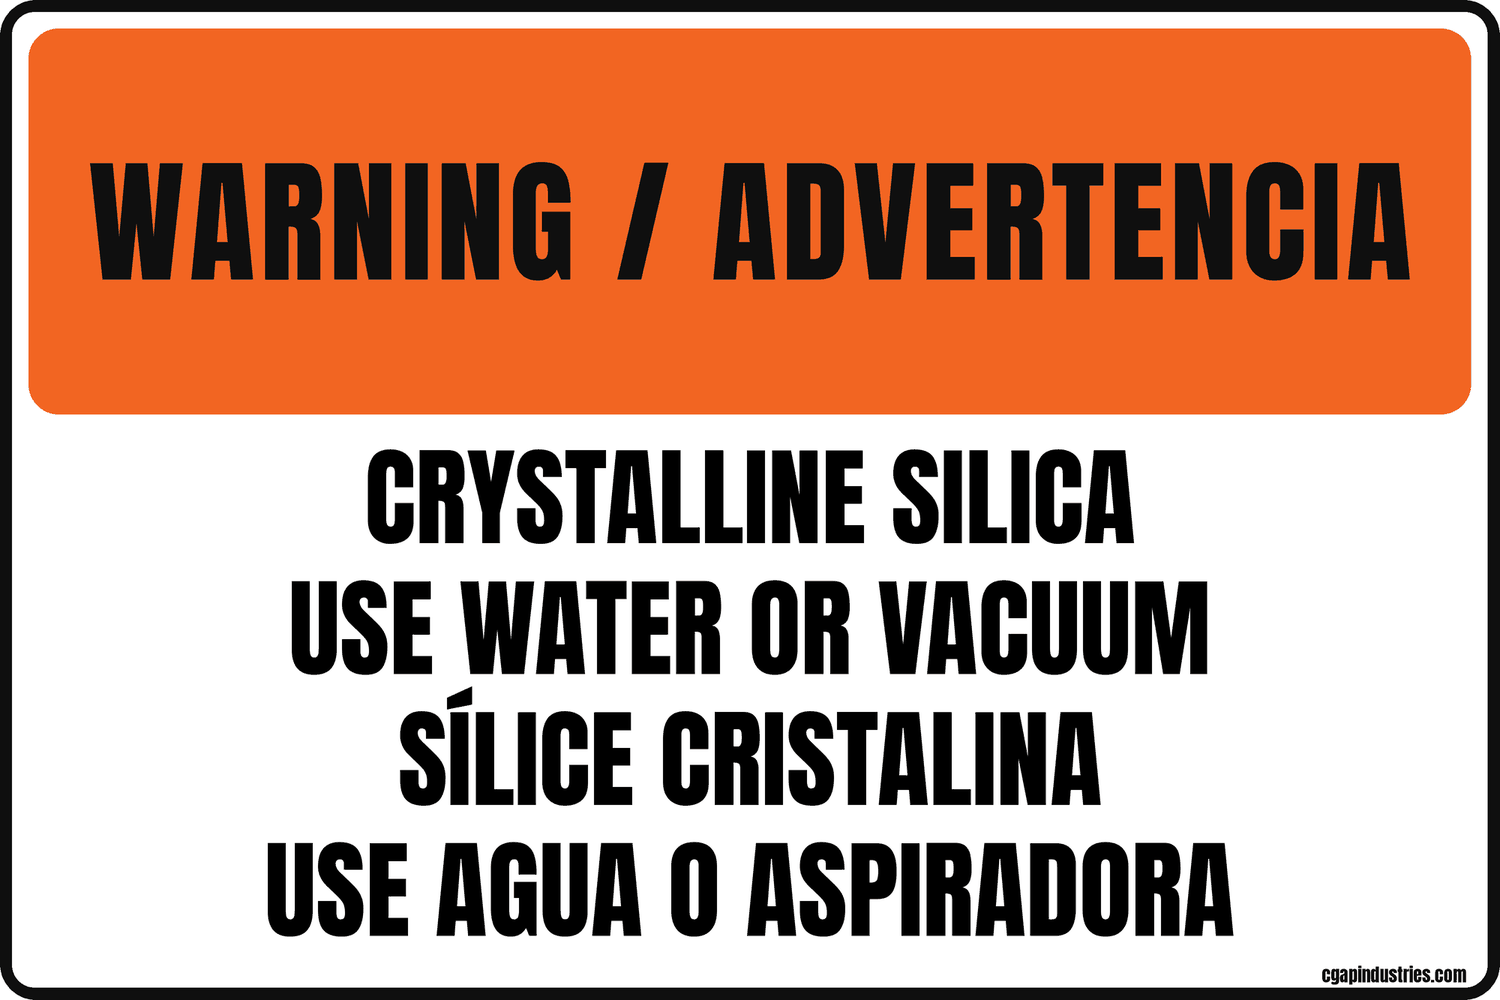 WARNING / ADVERTENCIA
CRYSTALLINE SILICA
USE WATER OR VACUUM
SÍLICE CRISTALINA
USE AGUA O ASPIRADORA
cgapindustries.com